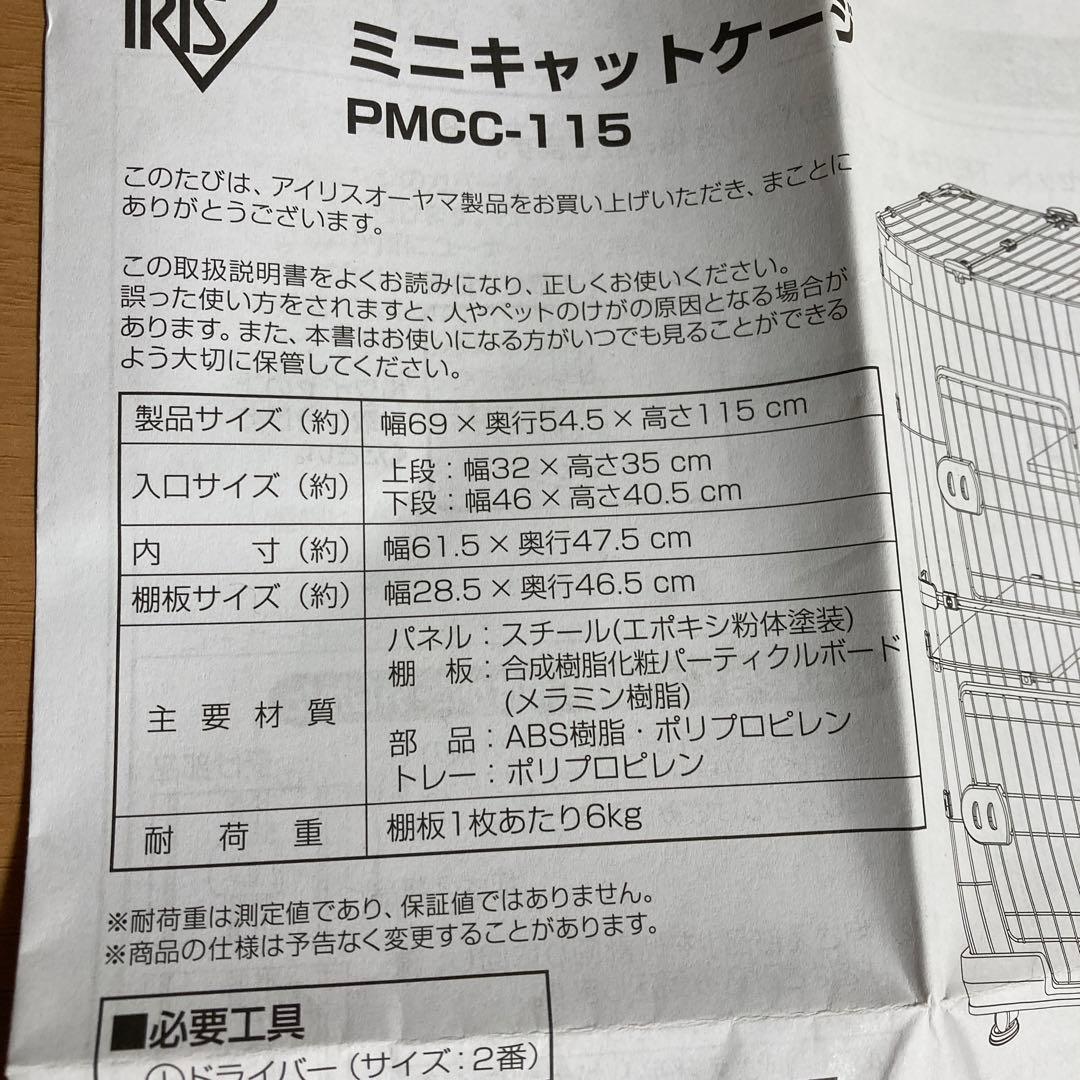 IRIS
ミニキャットケージ
PMCC-115
このたびは、アイリスオーヤマ製品をお買い上げいただき、まことに
ありがとうございます。
この取扱説明書をよくお読みになり、正しくお使いください。
誤った使い方をされますと、人やペットのけがの原因となる場合が
あります。また、本書はお使いになる方がいつでも見ることができる
よう大切に保管してください。
製品サイズ（約） 幅69×奥行54.5×高さ115 cm
入口サイズ（約） 上段：幅32×高さ35 cm
下段：幅46×高さ40.5 cm
内寸（約） 幅61.5×奥行47.5 cm
棚板サイズ（約） 幅28.5×奥行46.5 cm
主要材質 パネル：スチール(エポキシ粉体塗装)
棚板：合成樹脂化粧パーティクルボード
(メラミン樹脂)
部品：ABS樹脂・ポリプロピレン
トレー：ポリプロピレン
耐荷重 棚板1枚あたり6kg
※耐荷重は測定値であり、保証値ではありません。
※商品の仕様は予告なく変更することがあります。
■必要工具
①ドライバー（サイズ：2番）